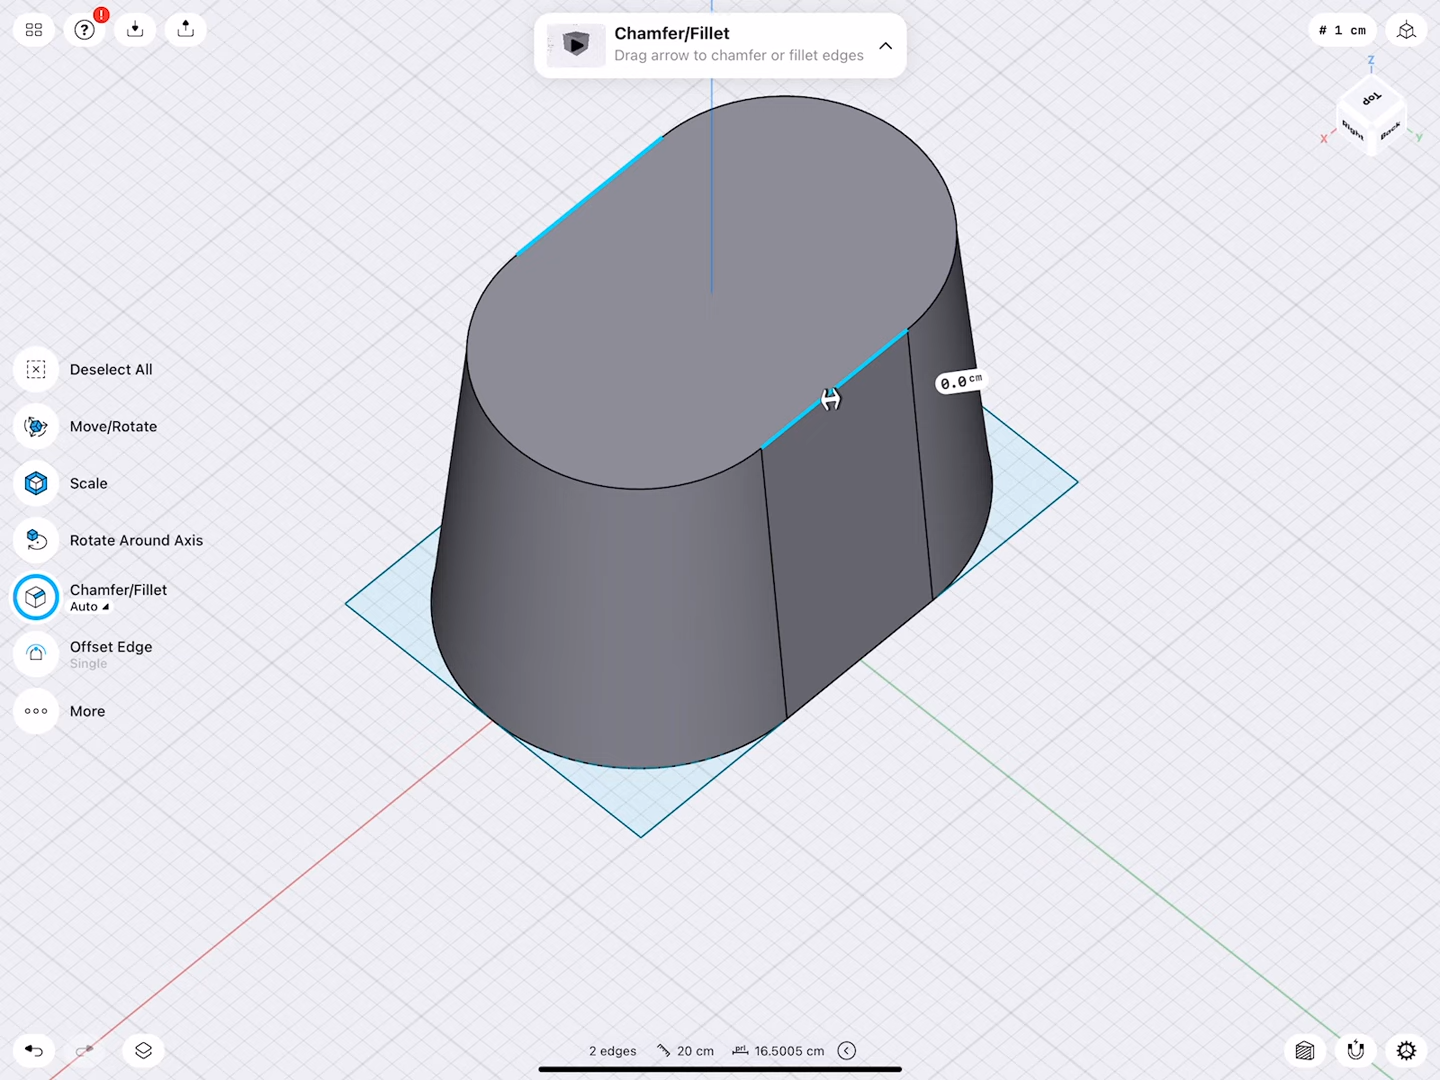 !
?
Chamfer/Fillet
Drag arrow to chamfer or fillet edges
# 1 cm
Z
Top
Right
Back
X
Y
Deselect All
0.0 cm
Move/Rotate
Scale
Rotate Around Axis
Chamfer/Fillet
Auto
Offset Edge
Single
More
2 edges 20 cm prl 16.5005 cm